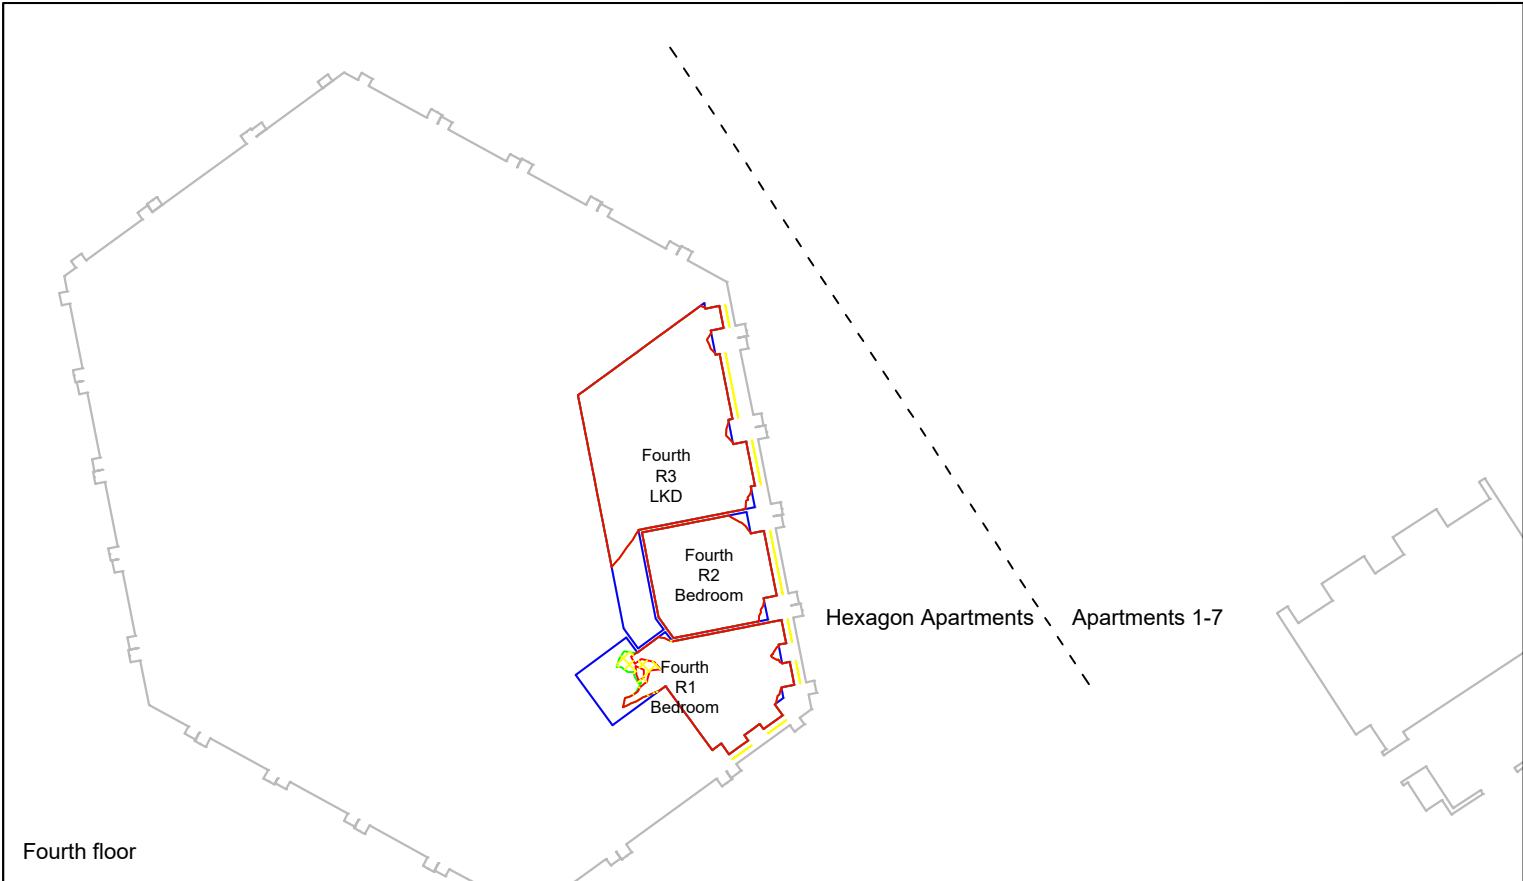 Fourth
R3
LKD
Fourth
R2
Bedroom
Hexagon Apartments
Apartments 1-7
Fourth
R1
Bedroom
Fourth floor